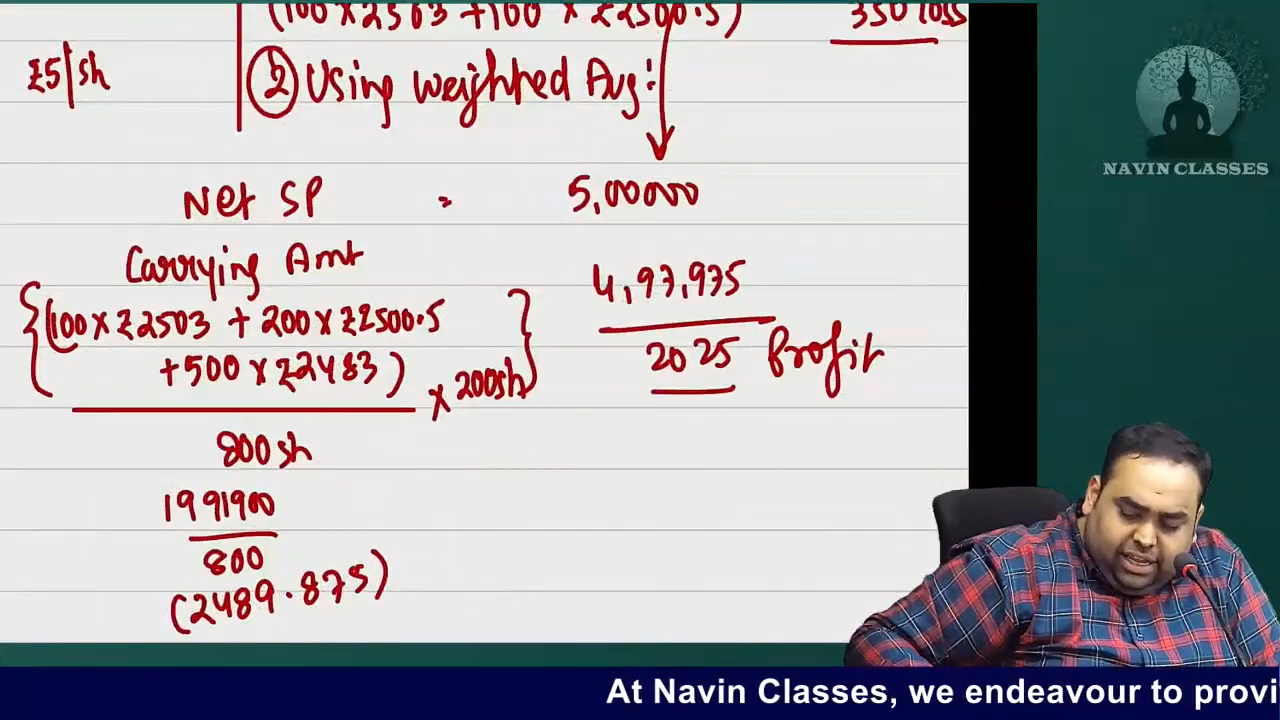 (100 x ₹2503 + 100 x ₹2500.5) 350 loss
₹5/sh
② Using Weighted Avg:
Net SP = 5,00000
Carrying Amt
{(100 x ₹2503 + 200 x ₹2500.5 4,97,975
+ 500 x ₹2483) } x 200sh 2025 Profit
800 sh
1991900
800
(2489.875)
NAVIN CLASSES
At Navin Classes, we endeavour to provi